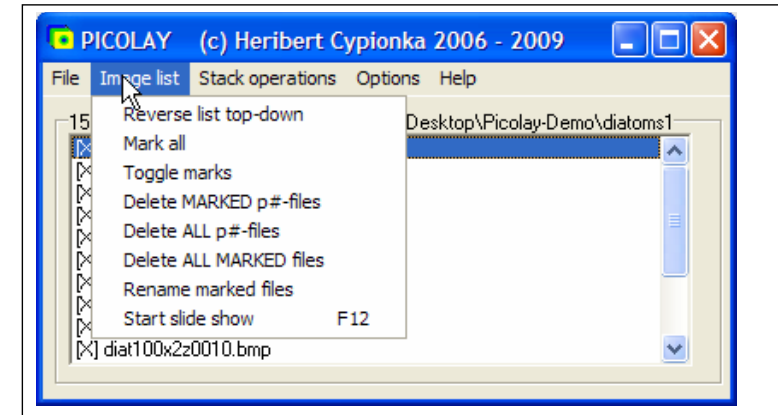 PICOLAY (c) Heribert Cypionka 2006 - 2009
File Image list Stack operations Options Help
15 Desktop\Picolay-Demo\diatoms1
Reverse list top-down
Mark all
Toggle marks
Delete MARKED p#-files
Delete ALL p#-files
Delete ALL MARKED files
Rename marked files
Start slide show F12
[X] diat100x2z0010.bmp